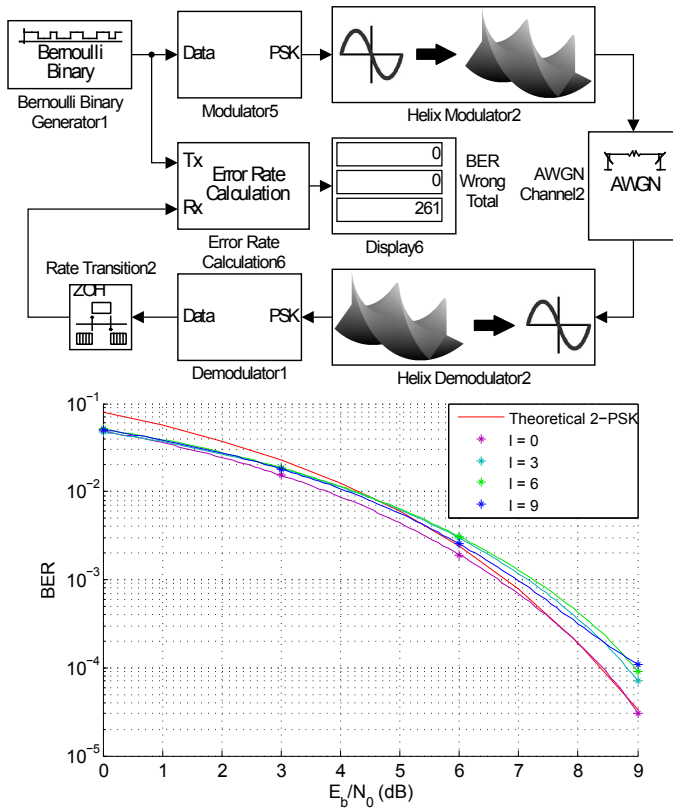 Bernoulli
Binary
Bernoulli Binary
Generator1
Data
PSK
Modulator5
Helix Modulator2
AWGN
AWGN
Channel2
Tx
Rx
Error Rate
Calculation
Error Rate
Calculation6
0
0
261
BER
Wrong
Total
Display6
Rate Transition2
ZOH
Data
PSK
Demodulator1
Helix Demodulator2
Theoretical 2−PSK
l = 0
l = 3
l = 6
l = 9
BER
10⁻¹
10⁻²
10⁻³
10⁻⁴
10⁻⁵
0 1 2 3 4 5 6 7 8 9
E_b/N_0 (dB)